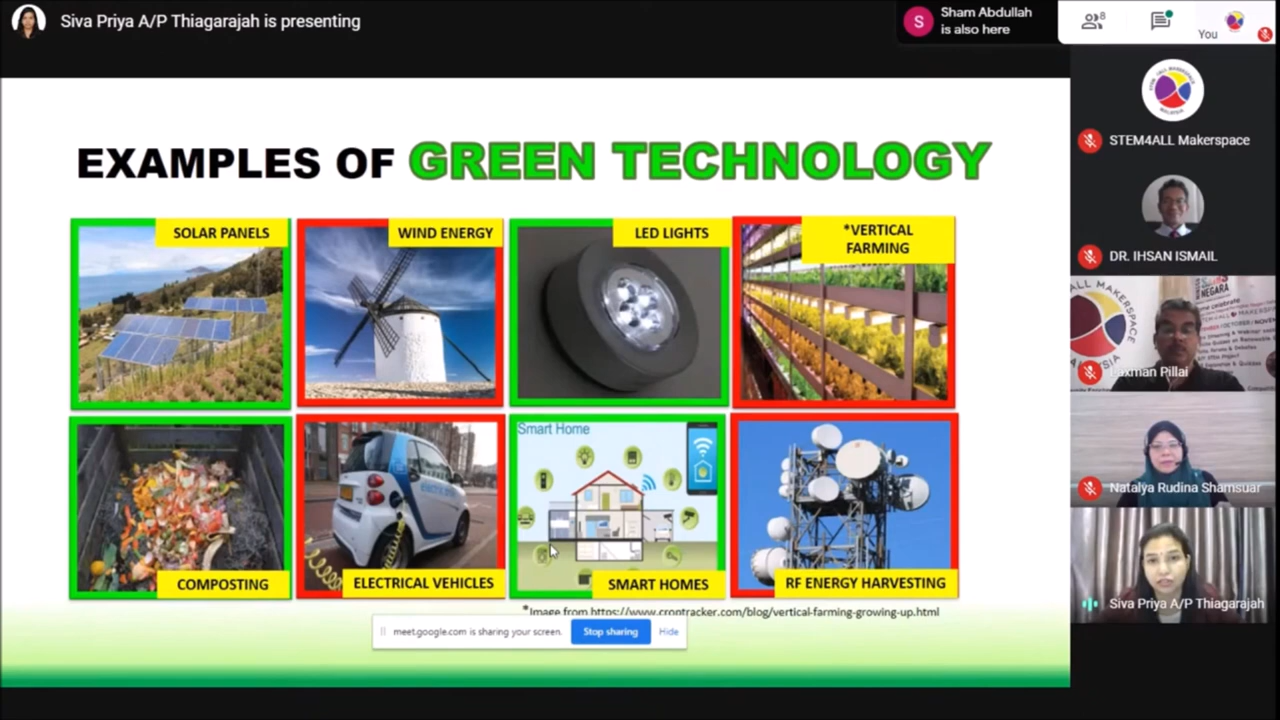 Siva Priya A/P Thiagarajah is presenting
Sham Abdullah
is also here
8
You
S
EXAMPLES OF GREEN TECHNOLOGY
SOLAR PANELS
WIND ENERGY
LED LIGHTS
*VERTICAL
FARMING
COMPOSTING
ELECTRICAL VEHICLES
Smart Home
SMART HOMES
RF ENERGY HARVESTING
*Image from https://www.croptracker.com/blog/vertical-farming-growing-up.html
meet.google.com is sharing your screen.
Stop sharing
Hide
STEM4ALL Makerspace
DR. IHSAN ISMAIL
NEGARA
Laxman Pillai
Natalya Rudina Shamsuar
Siva Priya A/P Thiagarajah